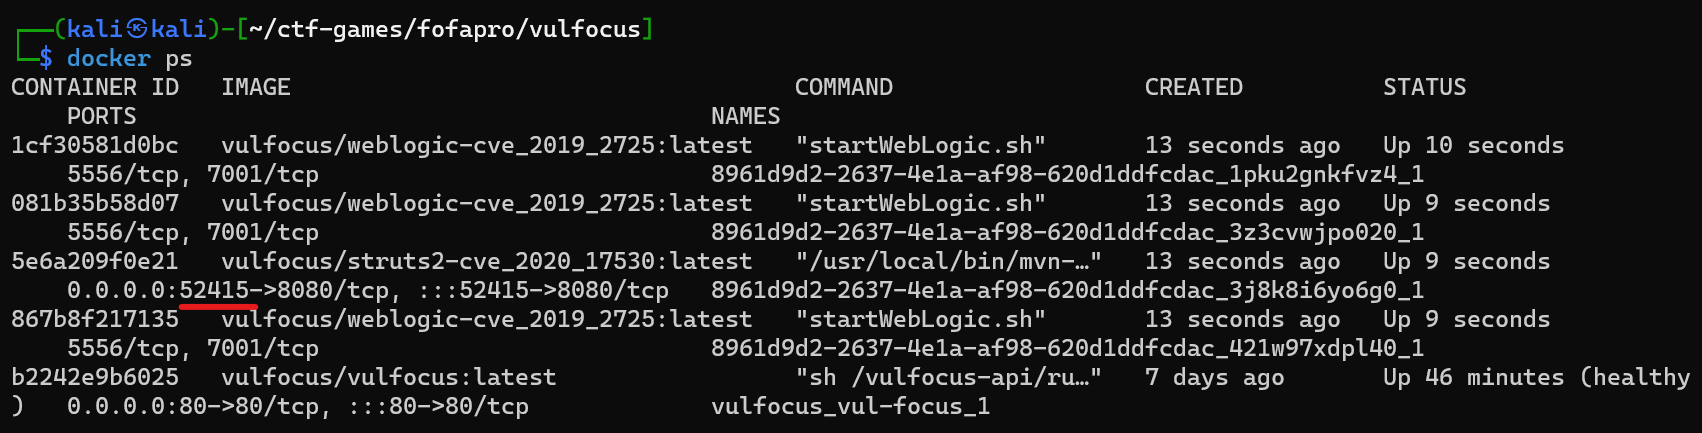 ┌──(kali㉿kali)-[~/ctf-games/fofapro/vulfocus]
└─$ docker ps
CONTAINER ID   IMAGE                                    COMMAND                  CREATED          STATUS
    PORTS                                         NAMES
1cf30581d0bc   vulfocus/weblogic-cve_2019_2725:latest   "startWebLogic.sh"       13 seconds ago   Up 10 seconds
    5556/tcp, 7001/tcp                            8961d9d2-2637-4e1a-af98-620d1ddfcdac_1pku2gnkfvz4_1
081b35b58d07   vulfocus/weblogic-cve_2019_2725:latest   "startWebLogic.sh"       13 seconds ago   Up 9 seconds
    5556/tcp, 7001/tcp                            8961d9d2-2637-4e1a-af98-620d1ddfcdac_3z3cvwjpo020_1
5e6a209f0e21   vulfocus/struts2-cve_2020_17530:latest   "/usr/local/bin/mvn-…"   13 seconds ago   Up 9 seconds
    0.0.0.0:52415->8080/tcp, :::52415->8080/tcp   8961d9d2-2637-4e1a-af98-620d1ddfcdac_3j8k8i6yo6g0_1
867b8f217135   vulfocus/weblogic-cve_2019_2725:latest   "startWebLogic.sh"       13 seconds ago   Up 9 seconds
    5556/tcp, 7001/tcp                            8961d9d2-2637-4e1a-af98-620d1ddfcdac_421w97xdpl40_1
b2242e9b6025   vulfocus/vulfocus:latest                 "sh /vulfocus-api/ru…"   7 days ago       Up 46 minutes (healthy
)   0.0.0.0:80->80/tcp, :::80->80/tcp             vulfocus_vul-focus_1